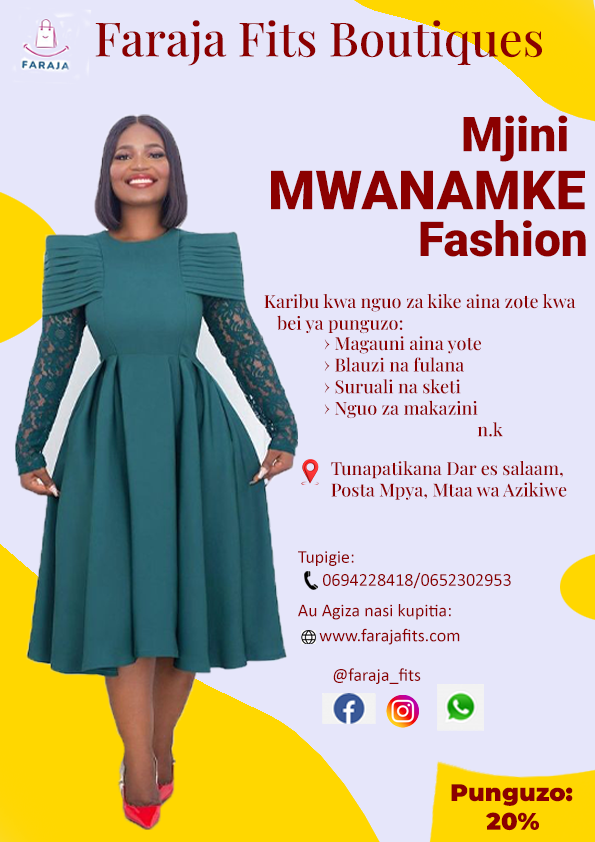 FARAJA
Faraja Fits Boutiques
Mjini
MWANAMKE
Fashion
Karibu kwa nguo za kike aina zote kwa
bei ya punguzo:
› Magauni aina yote
› Blauzi na fulana
› Suruali na sketi
› Nguo za makazini
n.k
Tunapatikana Dar es salaam,
Posta Mpya, Mtaa wa Azikiwe
Tupigie:
0694228418/0652302953
Au Agiza nasi kupitia:
www.farajafits.com
@faraja_fits
Punguzo:
20%